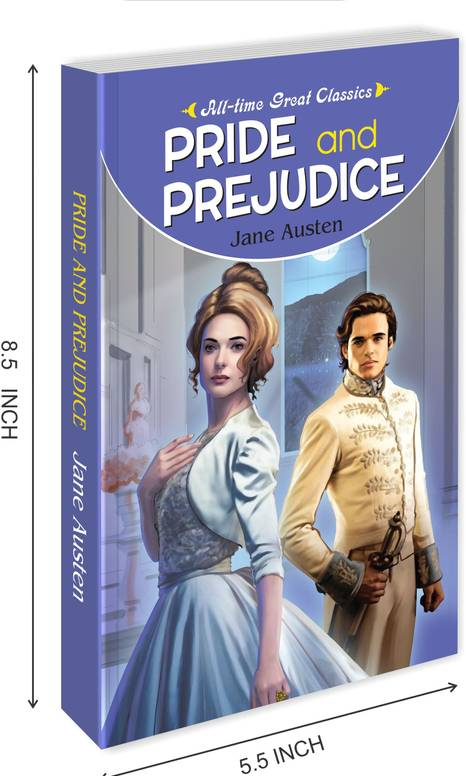 All-time Great Classics
PRIDE and
PREJUDICE
Jane Austen
PRIDE AND PREJUDICE Jane Austen
8.5 INCH
5.5 INCH